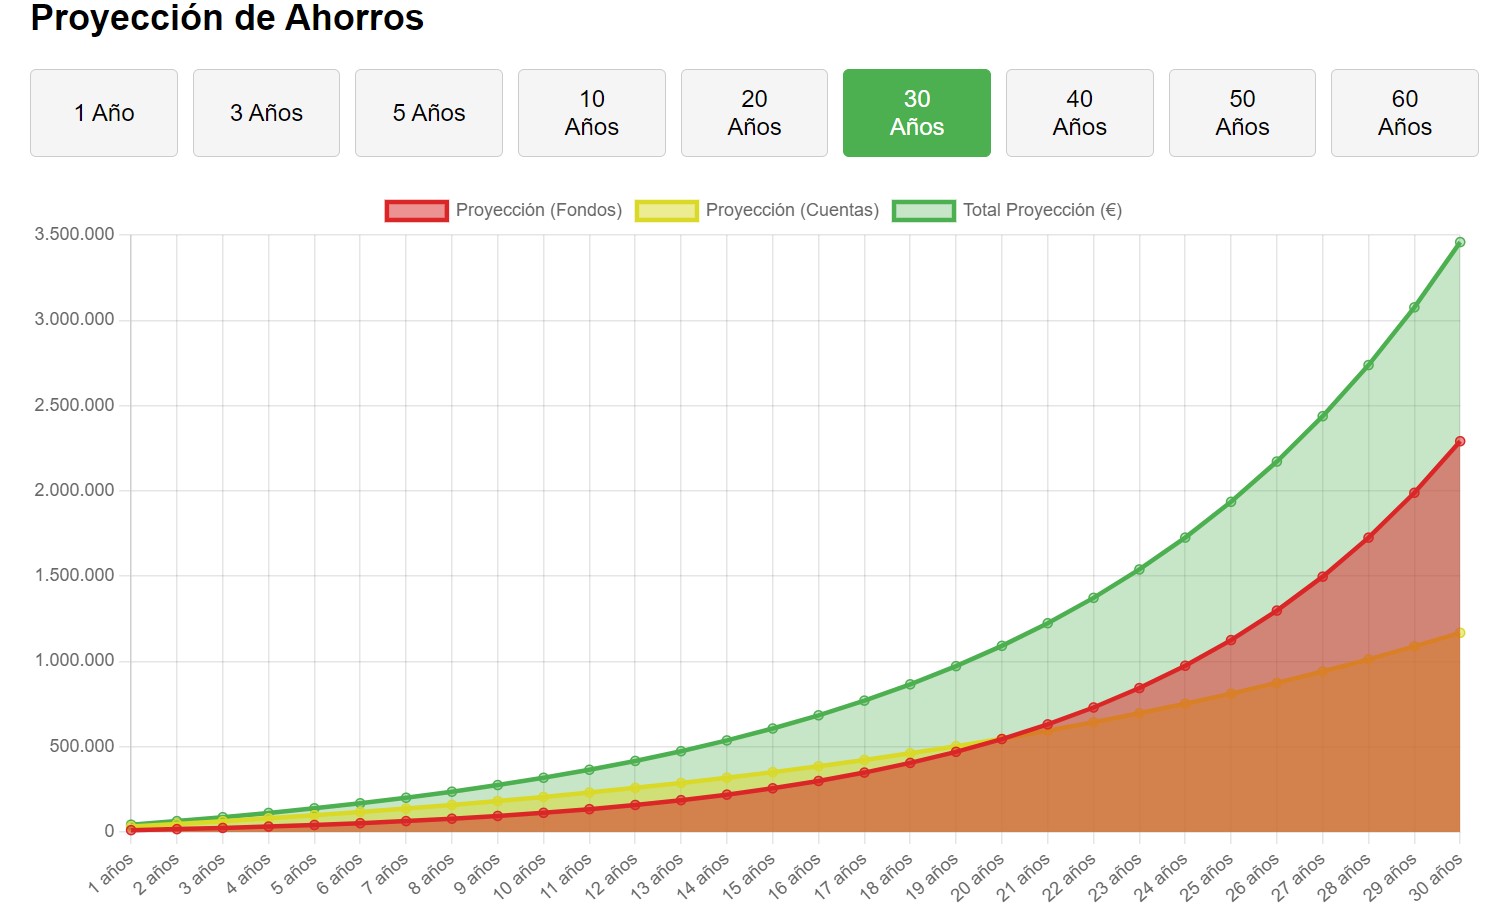 Proyección de Ahorros
1 Año
3 Años
5 Años
10
Años
20
Años
30
Años
40
Años
50
Años
60
Años
Proyección (Fondos)
Proyección (Cuentas)
Total Proyección (€)
3.500.000
3.000.000
2.500.000
2.000.000
1.500.000
1.000.000
500.000
0
1 años
2 años
3 años
4 años
5 años
6 años
7 años
8 años
9 años
10 años
11 años
12 años
13 años
14 años
15 años
16 años
17 años
18 años
19 años
20 años
21 años
22 años
23 años
24 años
25 años
26 años
27 años
28 años
29 años
30 años